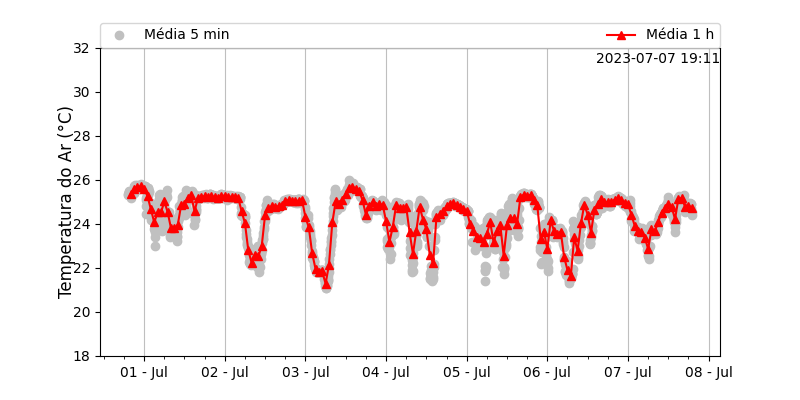 Média 5 min
Média 1 h
2023-07-07 19:11
Temperatura do Ar (°C)
32
30
28
26
24
22
20
18
01 - Jul
02 - Jul
03 - Jul
04 - Jul
05 - Jul
06 - Jul
07 - Jul
08 - Jul